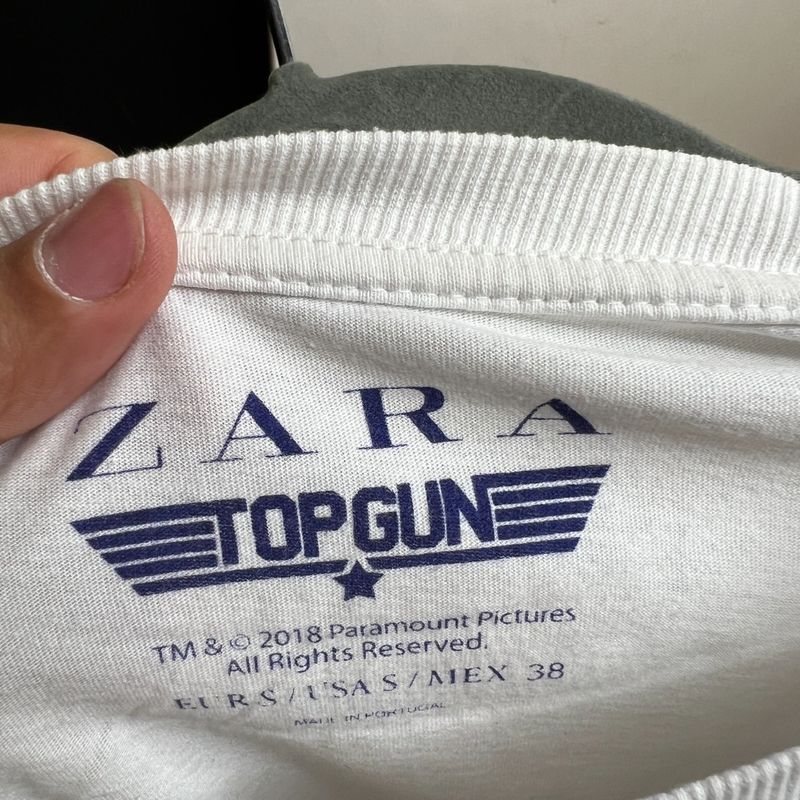 ZARA
TOPGUN
TM & © 2018 Paramount Pictures
All Rights Reserved.
EUR S / USA S / MEX 38
MADE IN PORTUGAL